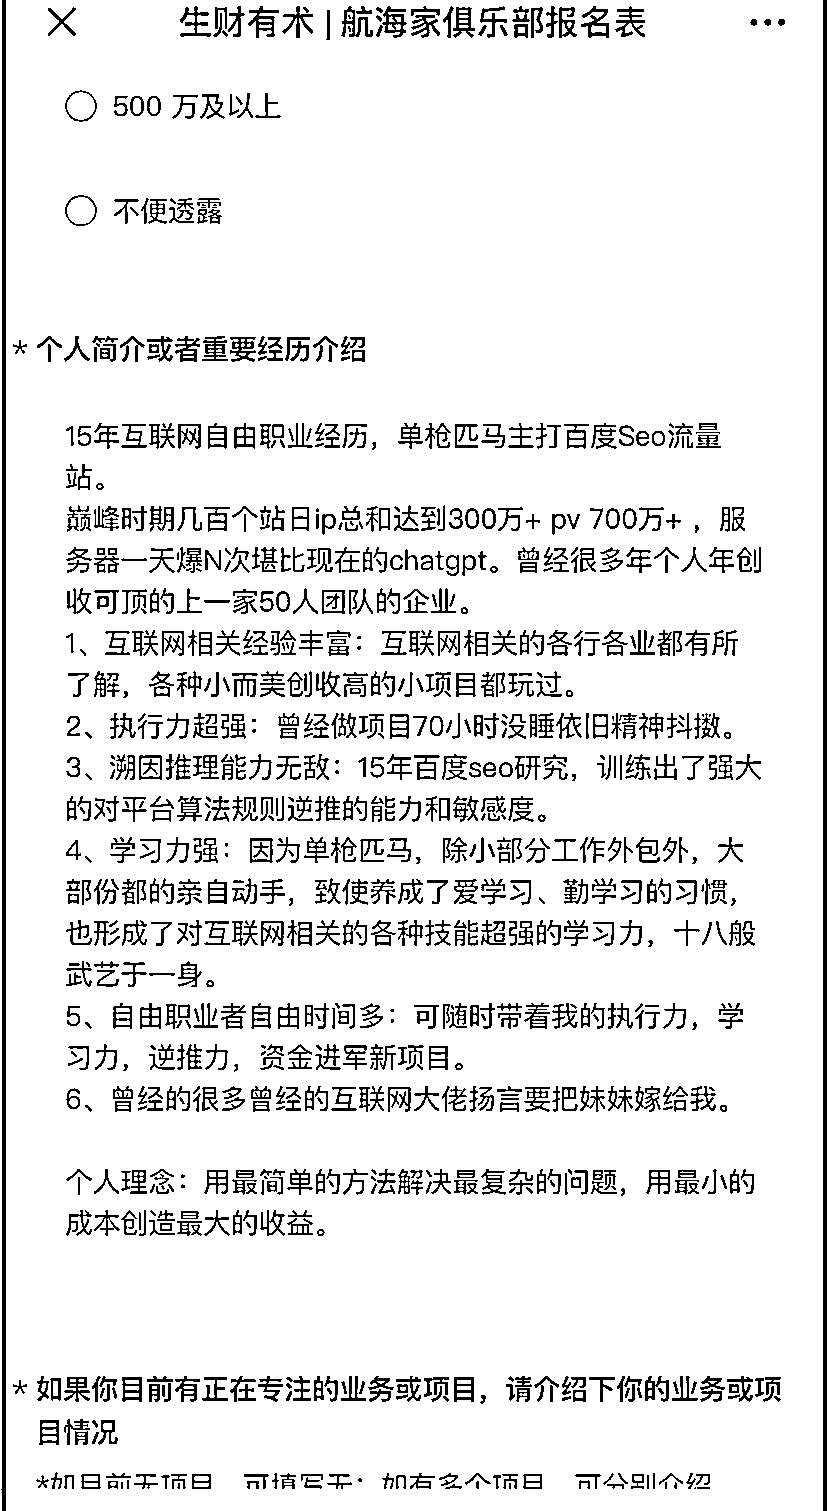 生财有术 | 航海家俱乐部报名表
500 万及以上
不便透露
* 个人简介或者重要经历介绍
15年互联网自由职业经历，单枪匹马主打百度Seo流量
站。
巅峰时期几百个站日ip总和达到300万+ pv 700万+ ，服
务器一天爆N次堪比现在的chatgpt。曾经很多年个人年创
收可顶的上一家50人团队的企业。
1、互联网相关经验丰富：互联网相关的各行各业都有所
了解，各种小而美创收高的小项目都玩过。
2、执行力超强：曾经做项目70小时没睡依旧精神抖擞。
3、溯因推理能力无敌：15年百度seo研究，训练出了强大
的对平台算法规则逆推的能力和敏感度。
4、学习力强：因为单枪匹马，除小部分工作外包外，大
部份都的亲自动手，致使养成了爱学习、勤学习的习惯，
也形成了对互联网相关的各种技能超强的学习力，十八般
武艺于一身。
5、自由职业者自由时间多：可随时带着我的执行力，学
习力，逆推力，资金进军新项目。
6、曾经的很多曾经的互联网大佬扬言要把妹妹嫁给我。
个人理念：用最简单的方法解决最复杂的问题，用最小的
成本创造最大的收益。
* 如果你目前有正在专注的业务或项目，请介绍下你的业务或项
目情况
*如目前无项目，可填写无；如有多个项目，可分别介绍